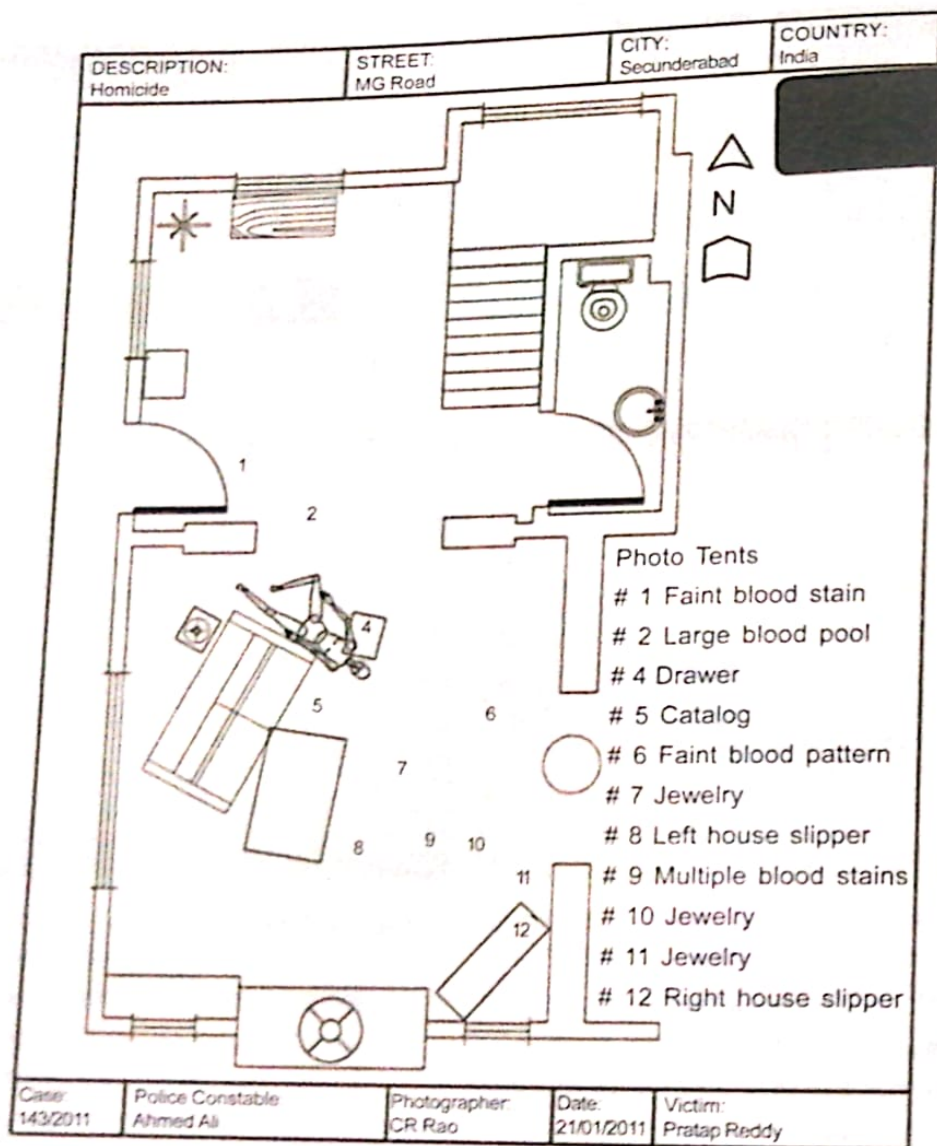 DESCRIPTION:
Homicide
STREET:
MG Road
CITY:
Secunderabad
COUNTRY:
India
N
1
2
4
5
6
7
8
9
10
11
12
Photo Tents
# 1 Faint blood stain
# 2 Large blood pool
# 4 Drawer
# 5 Catalog
# 6 Faint blood pattern
# 7 Jewelry
# 8 Left house slipper
# 9 Multiple blood stains
# 10 Jewelry
# 11 Jewelry
# 12 Right house slipper
Case:
143/2011
Police Constable
Ahmed Ali
Photographer:
CR Rao
Date:
21/01/2011
Victim:
Pratap Reddy